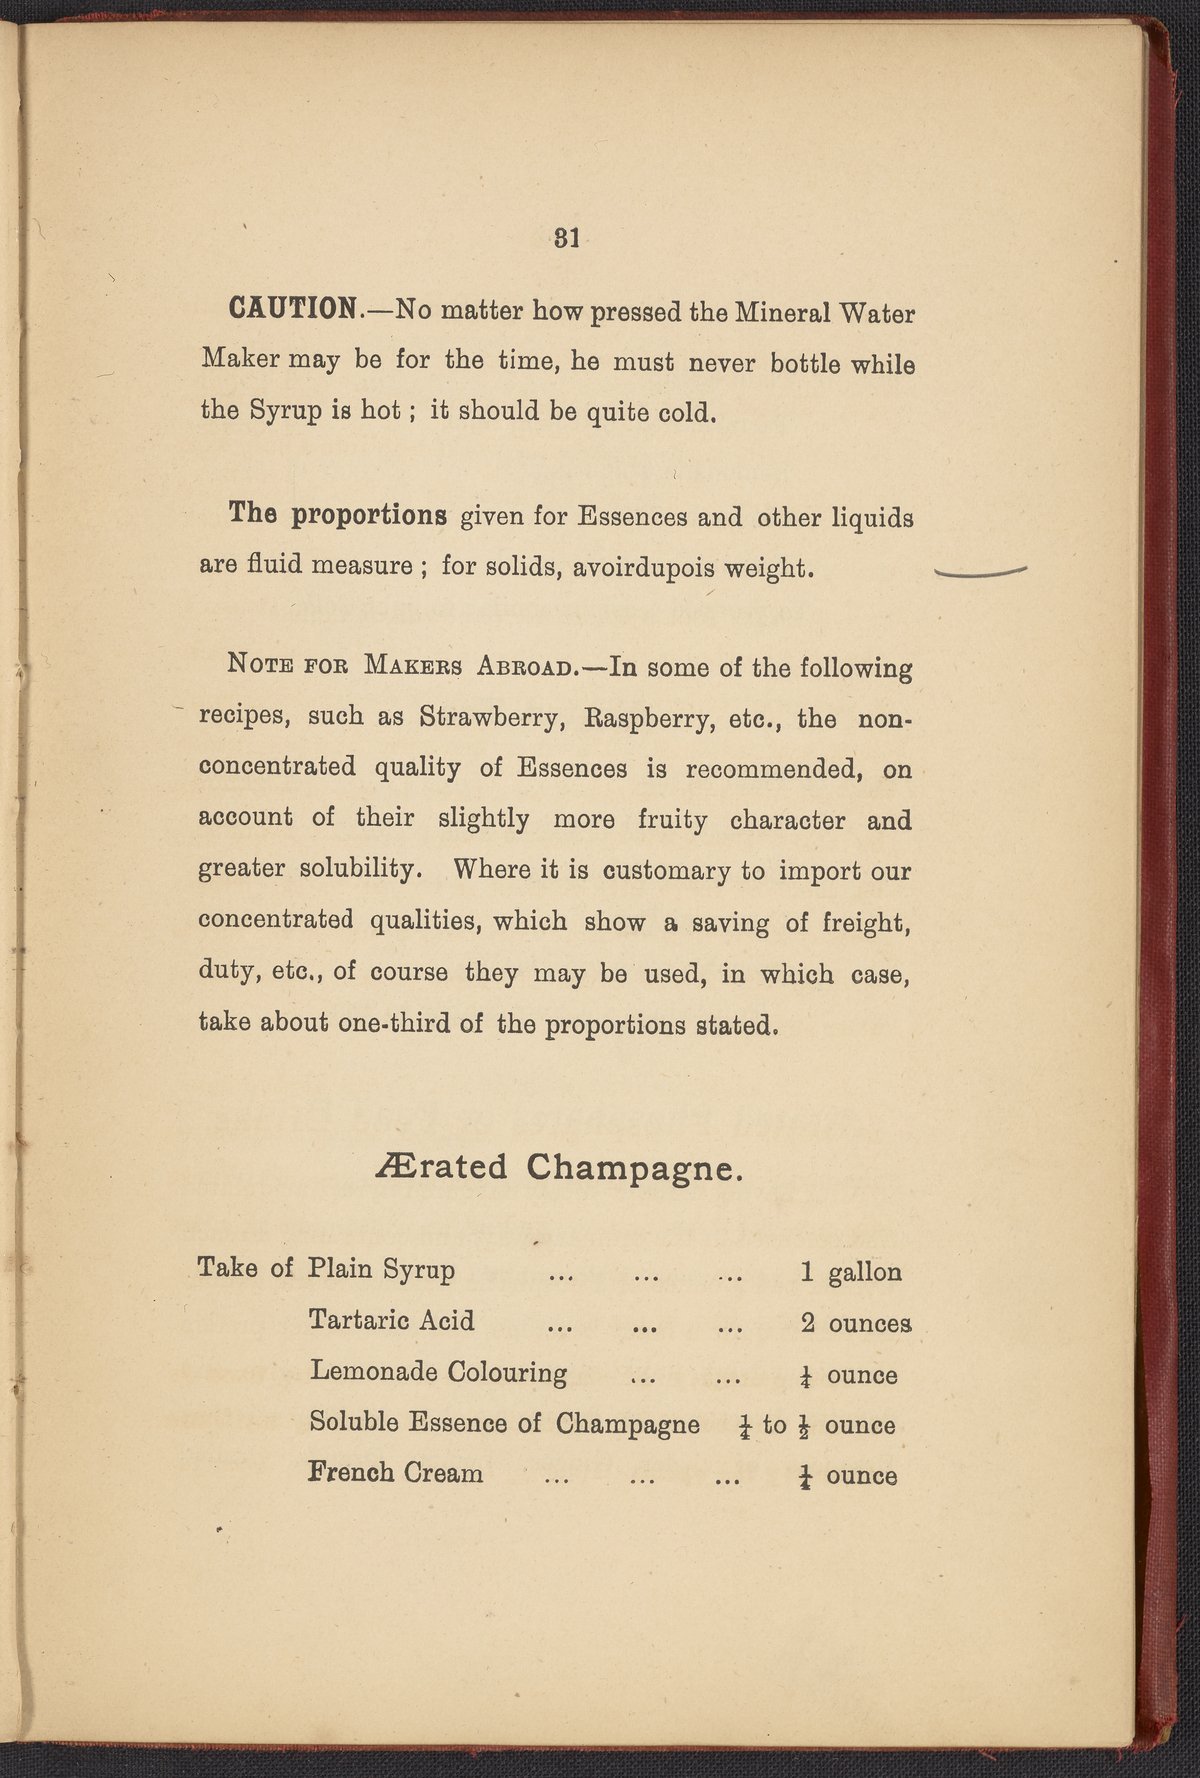 31
CAUTION.—No matter how pressed the Mineral Water
Maker may be for the time, he must never bottle while
the Syrup is hot ; it should be quite cold.
The proportions given for Essences and other liquids
are fluid measure ; for solids, avoirdupois weight.
NOTE FOR MAKERS ABROAD.—In some of the following
recipes, such as Strawberry, Raspberry, etc., the non-
concentrated quality of Essences is recommended, on
account of their slightly more fruity character and
greater solubility. Where it is customary to import our
concentrated qualities, which show a saving of freight,
duty, etc., of course they may be used, in which case,
take about one-third of the proportions stated.
Ærated Champagne.
Take of Plain Syrup ... ... ... 1 gallon
Tartaric Acid ... ... ... 2 ounces
Lemonade Colouring ... ... ¼ ounce
Soluble Essence of Champagne ¼ to ½ ounce
French Cream ... ... ... ¼ ounce